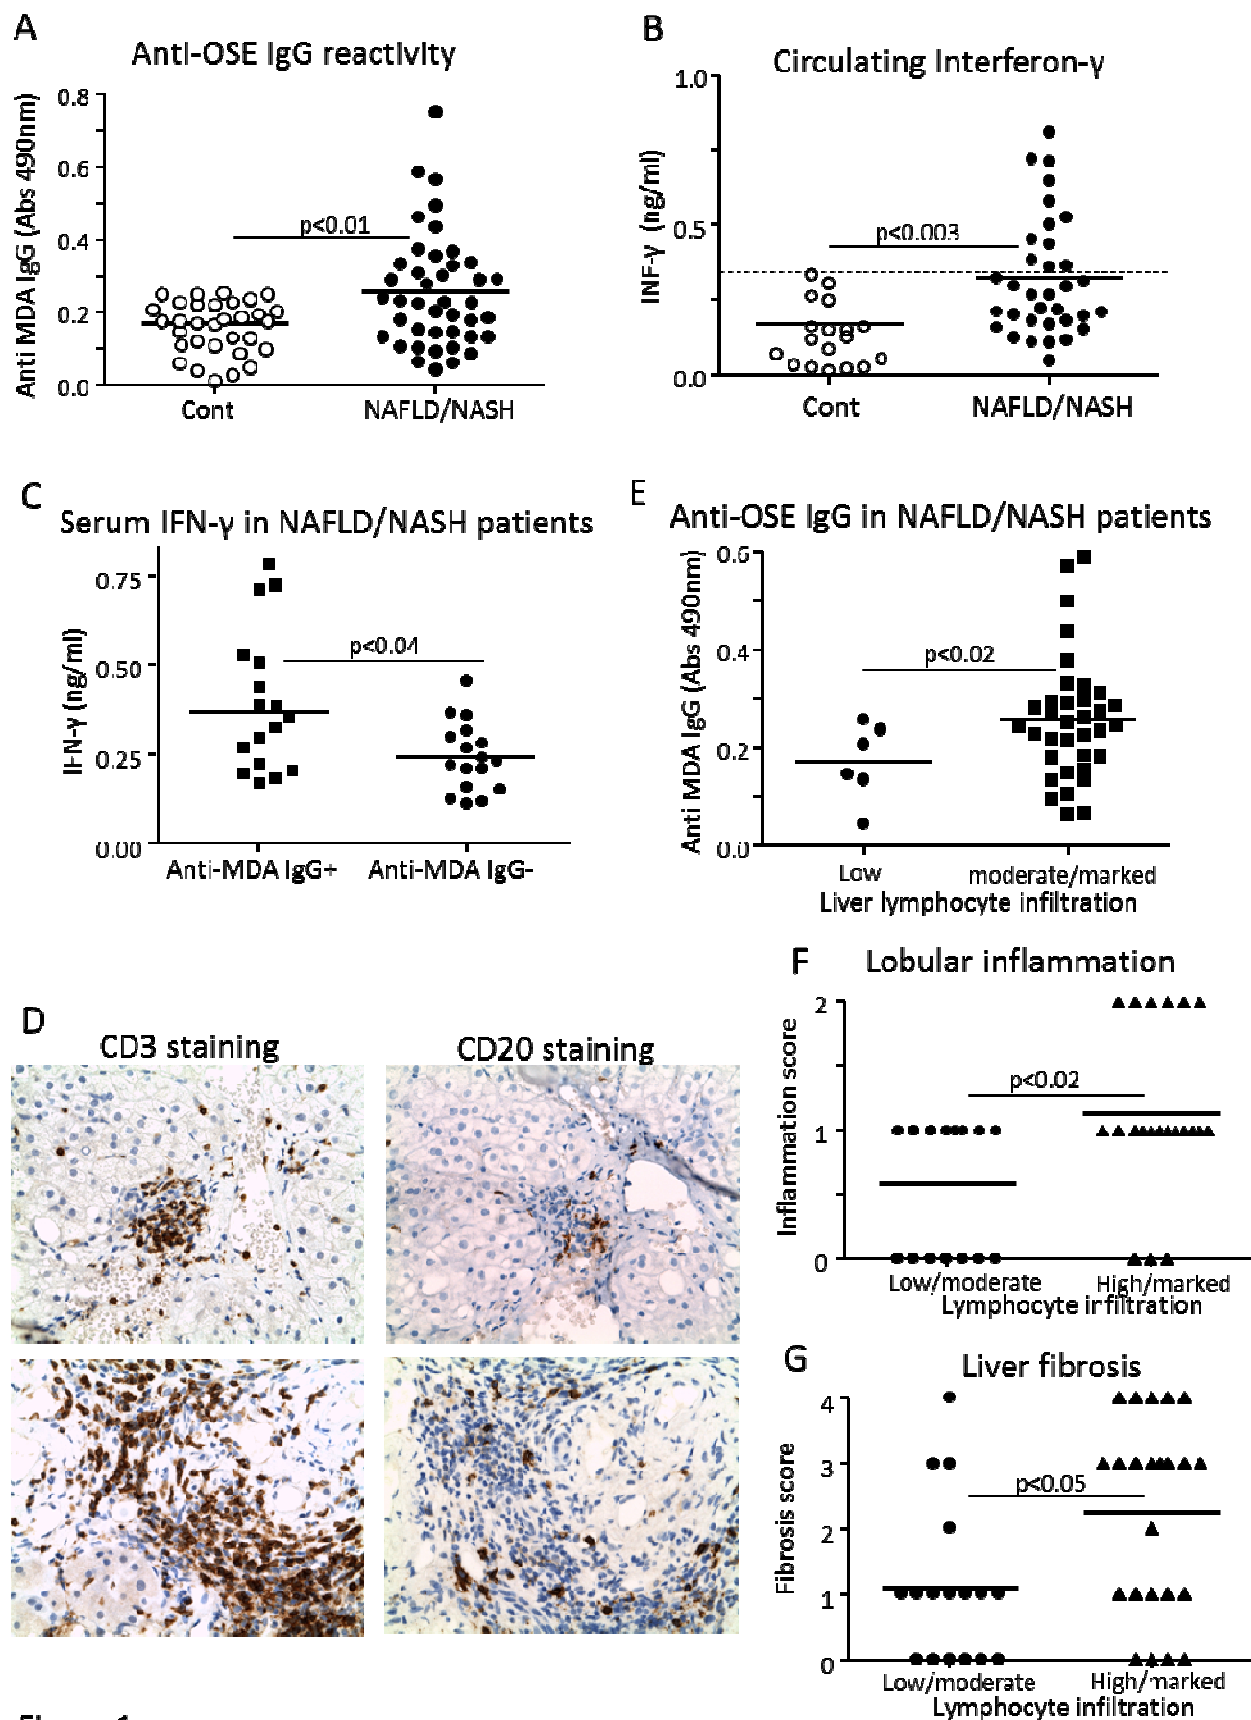 A
Anti-OSE IgG reactivity
Anti MDA IgG (Abs 490nm)
0.8
0.6
0.4
0.2
0.0
p<0.01
Cont
NAFLD/NASH
B
Circulating Interferon-γ
INF-γ (ng/ml)
1.0
0.5
0.0
p<0.003
Cont
NAFLD/NASH
C
Serum IFN-γ in NAFLD/NASH patients
IFN-γ (ng/ml)
0.75
0.50
0.25
0.00
p<0.04
Anti-MDA IgG+
Anti-MDA IgG-
E
Anti-OSE IgG in NAFLD/NASH patients
Anti MDA IgG (Abs 490nm)
0.6
0.4
0.2
0.0
p<0.02
Low
moderate/marked
Liver lymphocyte infiltration
D
CD3 staining
CD20 staining
F
Lobular inflammation
Inflammation score
2
1
0
p<0.02
Low/moderate
High/marked
Lymphocyte infiltration
G
Liver fibrosis
Fibrosis score
4
3
2
1
0
p<0.05
Low/moderate
High/marked
Lymphocyte infiltration